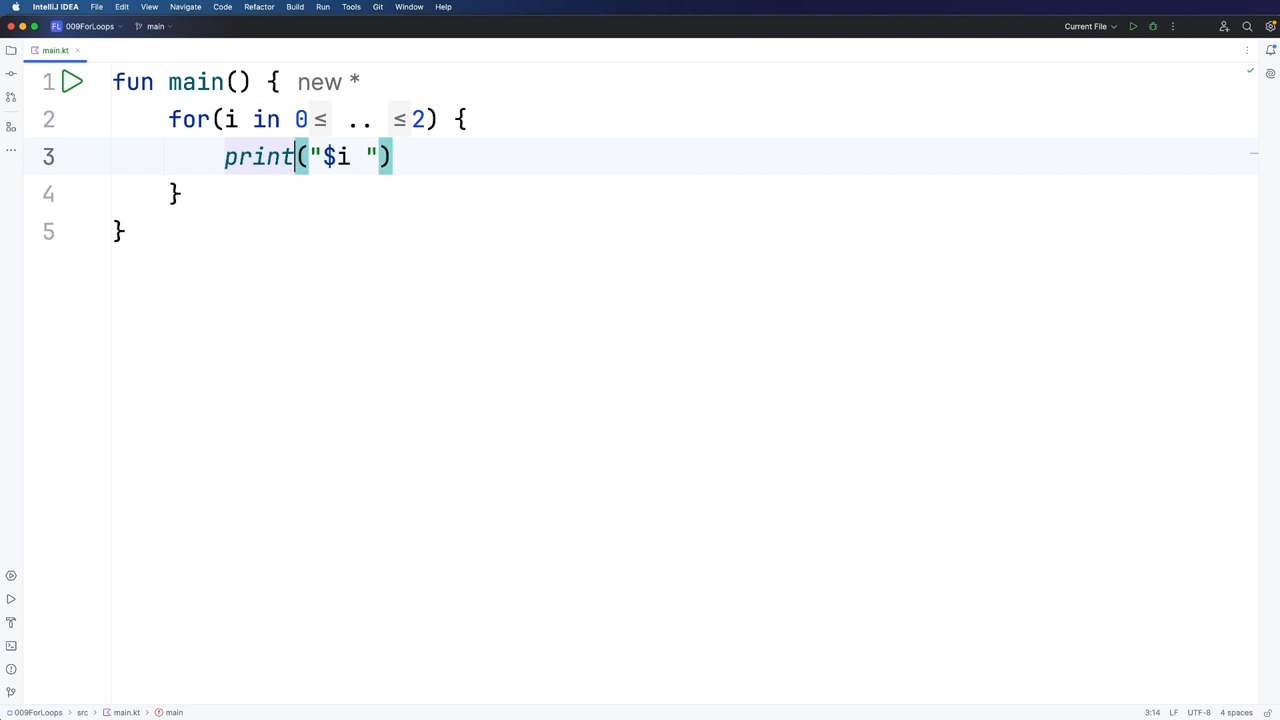 IntelliJ IDEA File Edit View Navigate Code Refactor Build Run Tools Git Window Help
FL 009ForLoops main Current File
main.kt ×
1 fun main() { new *
2 for(i in 0≤ .. ≤2) {
3 print("$i ")
4 }
5 }
009ForLoops > src > main.kt > main 3:14 LF UTF-8 4 spaces